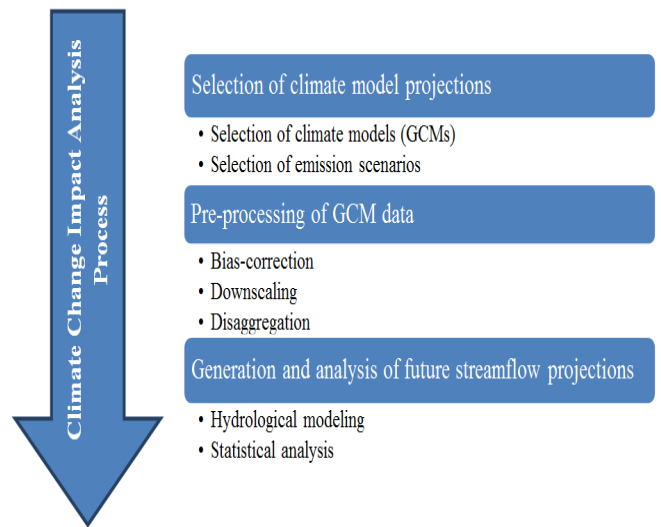 Climate Change Impact Analysis
Process
Selection of climate model projections
• Selection of climate models (GCMs)
• Selection of emission scenarios
Pre-processing of GCM data
• Bias-correction
• Downscaling
• Disaggregation
Generation and analysis of future streamflow projections
• Hydrological modeling
• Statistical analysis